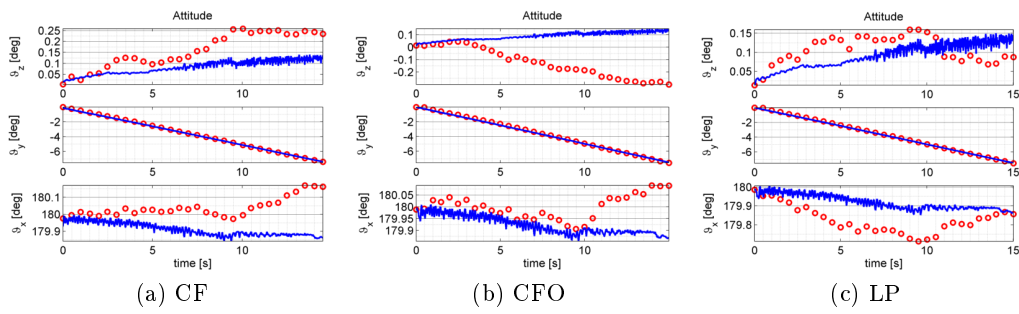 Attitude
0.25
0.2
0.15
0.1
0.05
ϑz [deg]
0 5 10
-2
-4
-6
ϑy [deg]
0 5 10
180.1
180
179.9
ϑx [deg]
0 5 10
time [s]
(a) CF
Attitude
0.1
0
-0.2
ϑz [deg]
0 5 10
-2
-4
-6
ϑy [deg]
0 5 10
180.05
180
179.95
179.9
ϑx [deg]
0 5 10
time [s]
(b) CFO
Attitude
0.15
0.1
0.05
ϑz [deg]
0 5 10 15
-2
-4
-6
ϑy [deg]
0 5 10 15
180
179.9
179.8
ϑx [deg]
0 5 10 15
time [s]
(c) LP